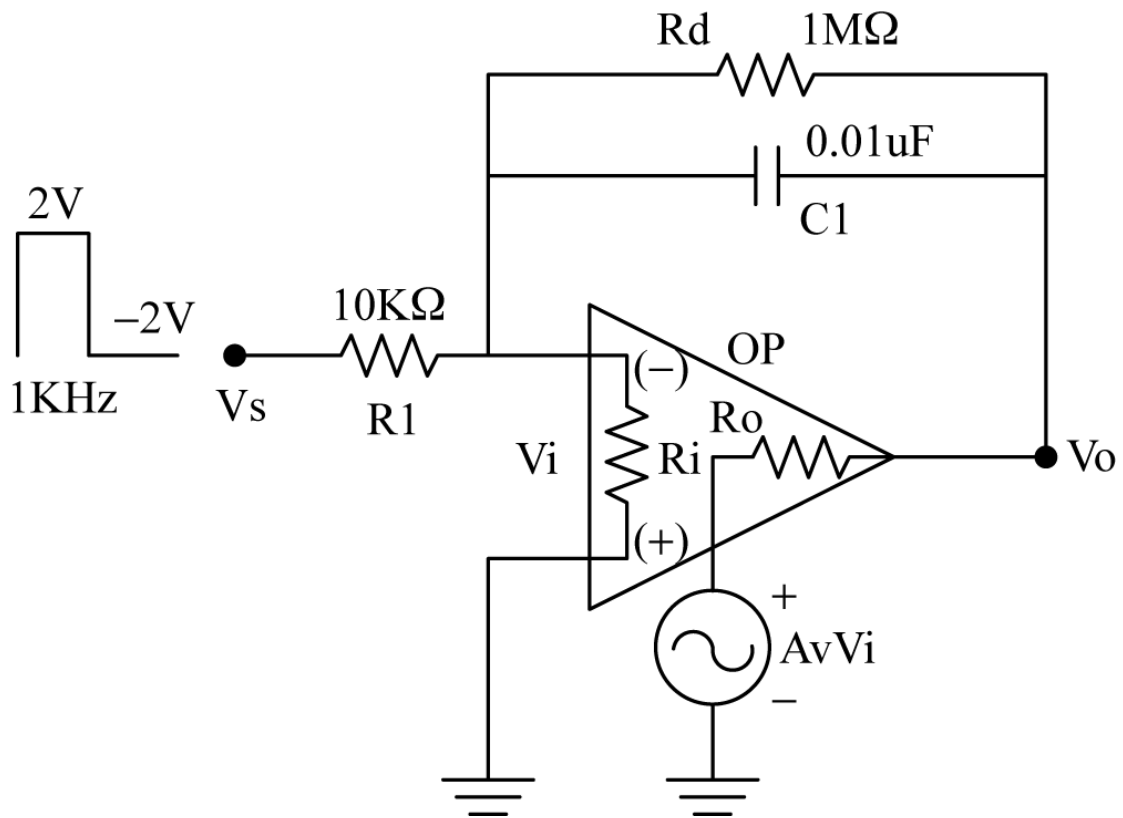 Rd 1MΩ
0.01uF
C1
2V
−2V
1KHz
Vs
10KΩ
R1
OP
(−)
Ro
Vi
Ri
(+)
Vo
+
AvVi
−